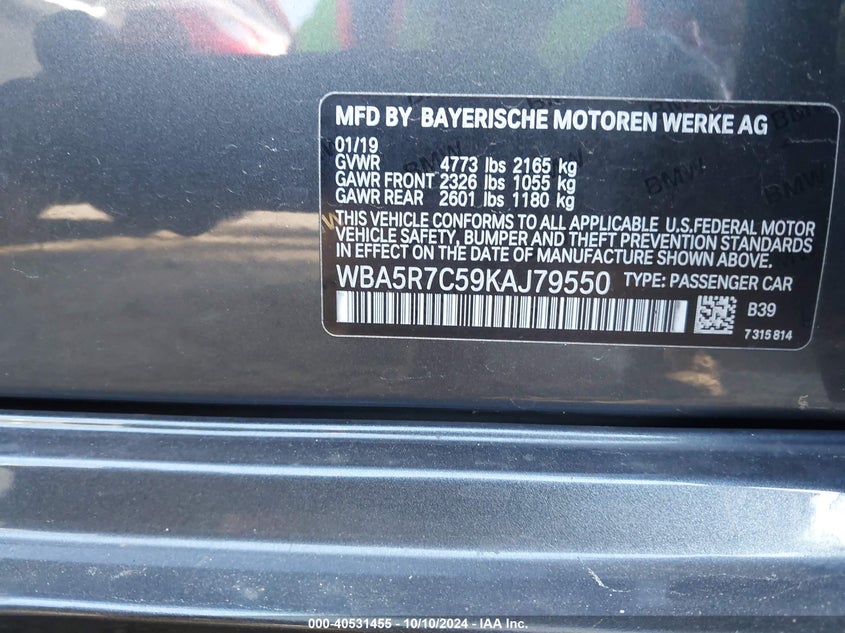 MFD BY BAYERISCHE MOTOREN WERKE AG
01/19
GVWR 4773 lbs 2165 kg
GAWR FRONT 2326 lbs 1055 kg
GAWR REAR 2601 lbs 1180 kg
THIS VEHICLE CONFORMS TO ALL APPLICABLE U.S.FEDERAL MOTOR
VEHICLE SAFETY, BUMPER AND THEFT PREVENTION STANDARDS
IN EFFECT ON THE DATE OF MANUFACTURE SHOWN ABOVE.
WBA5R7C59KAJ79550 TYPE: PASSENGER CAR
B39
7 315 814
000-40531455 - 10/10/2024 - IAA Inc.